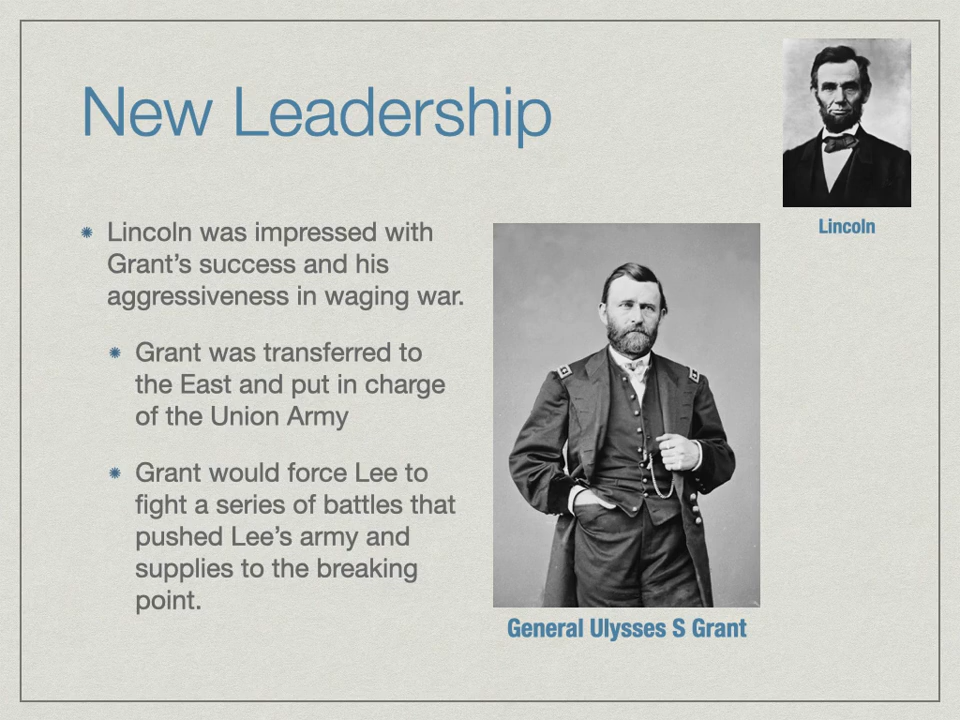 New Leadership
Lincoln
Lincoln was impressed with
Grant’s success and his
aggressiveness in waging war.
Grant was transferred to
the East and put in charge
of the Union Army
Grant would force Lee to
fight a series of battles that
pushed Lee’s army and
supplies to the breaking
point.
General Ulysses S Grant